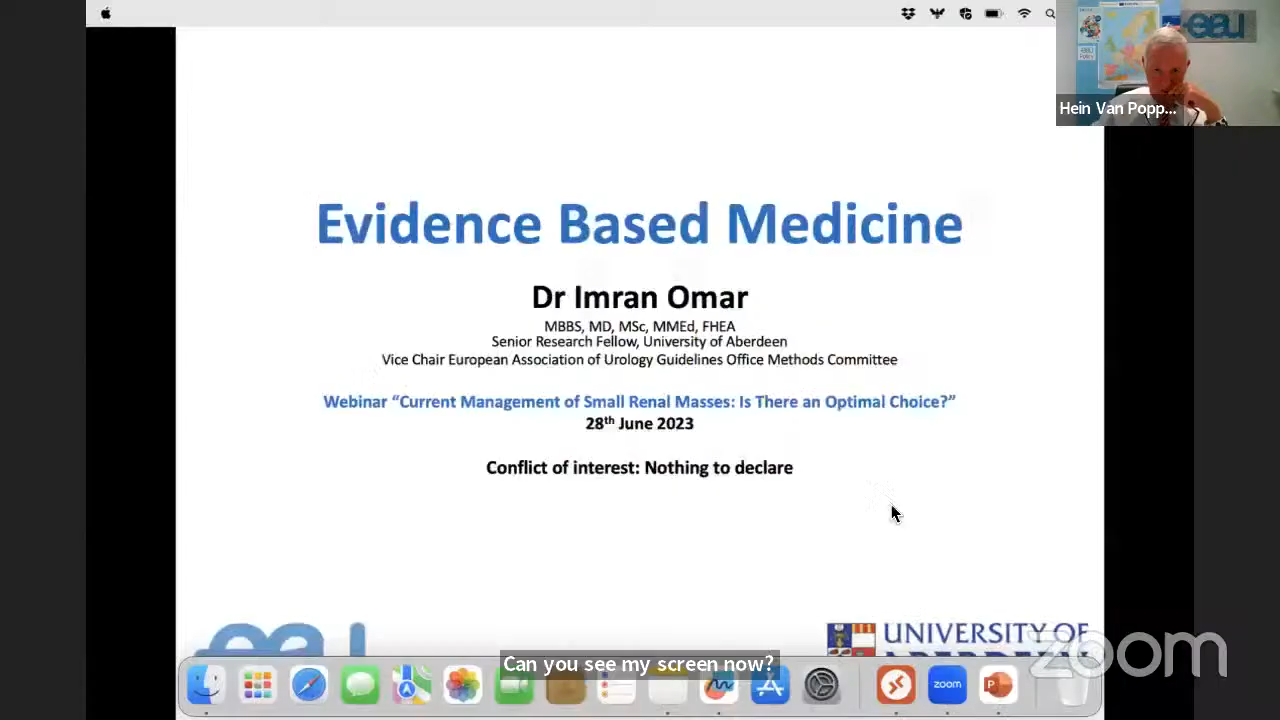 eau
Hein Van Popp...
Evidence Based Medicine
Dr Imran Omar
MBBS, MD, MSc, MMEd, FHEA
Senior Research Fellow, University of Aberdeen
Vice Chair European Association of Urology Guidelines Office Methods Committee
Webinar “Current Management of Small Renal Masses: Is There an Optimal Choice?”
28th June 2023
Conflict of interest: Nothing to declare
eau
UNIVERSITY OF
ABERDEEN
zoom
Can you see my screen now?
zoom